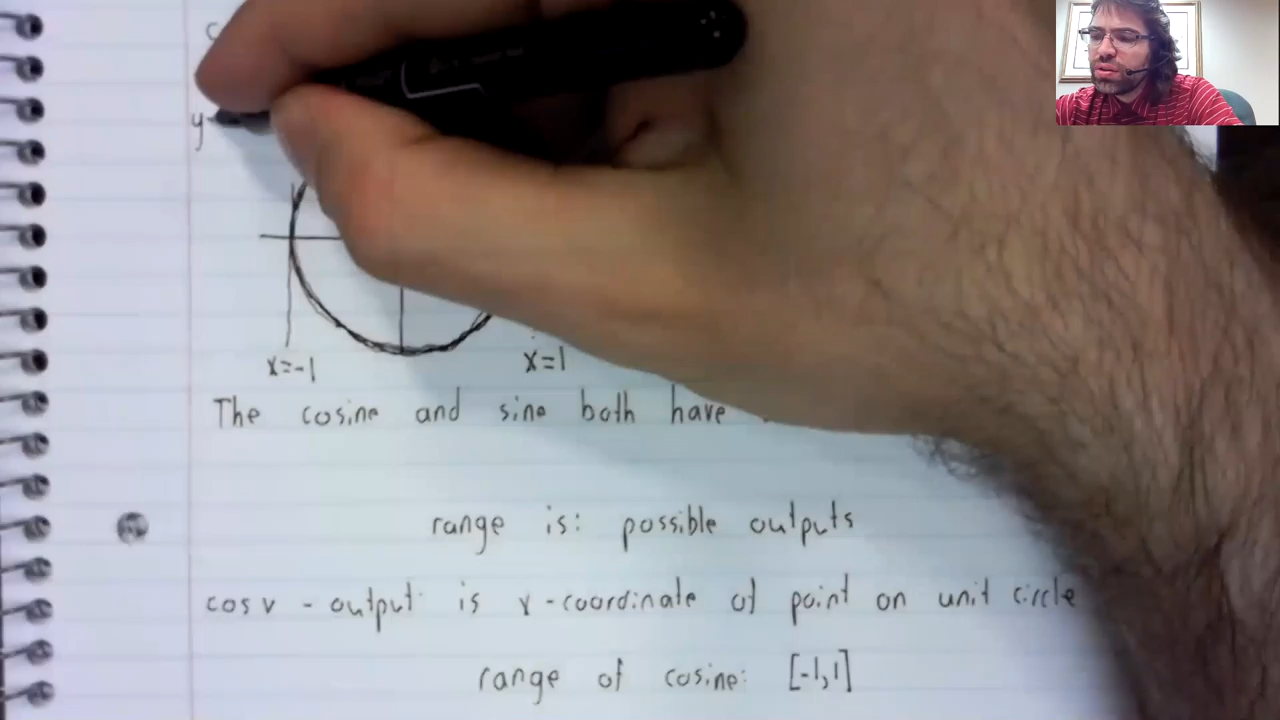 y
x=-1
x=1
The cosine and sine both have
range is: possible outputs
cos v - output is x-coordinate of point on unit circle
range of cosine: [-1,1]